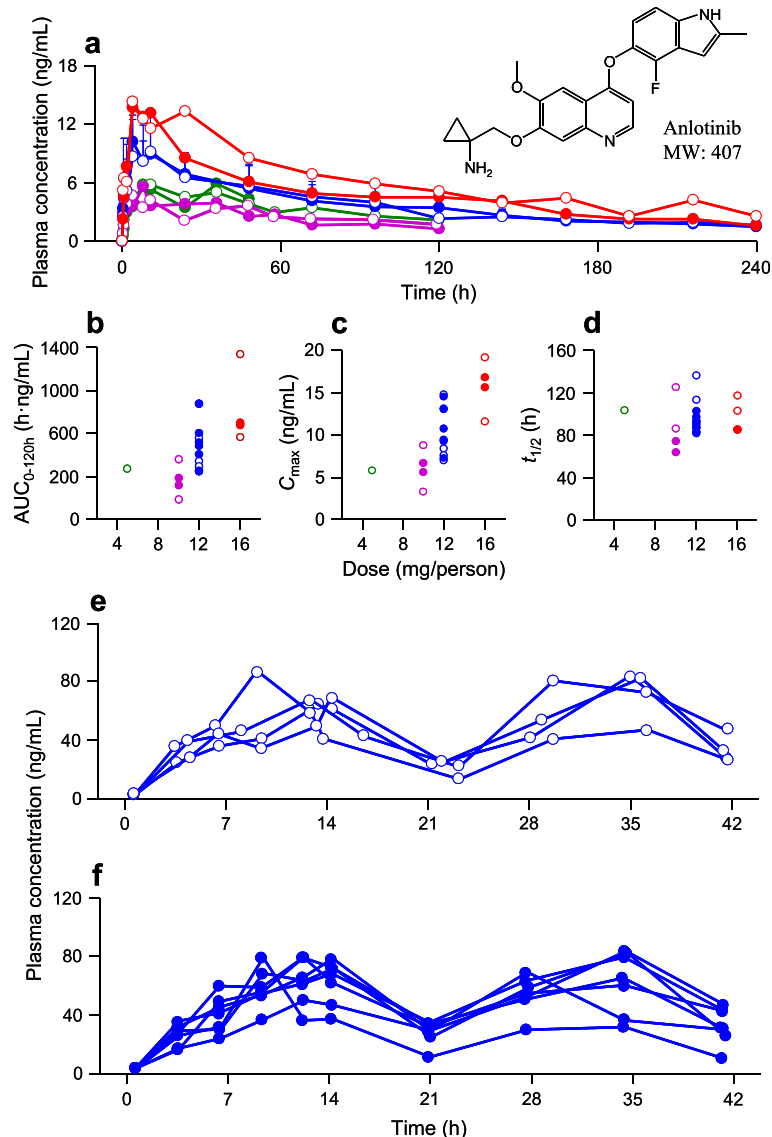 a
Plasma concentration (ng/mL)
18
12
6
0
0 60 120 180 240
Time (h)
NH
O
F
O
O
N
NH2
Anlotinib
MW: 407
b
AUC0-120h (h·ng/mL)
1400
1000
600
200
0
4 8 12 16
c
Cmax (ng/mL)
20
15
10
5
0
4 8 12 16
d
t1/2 (h)
160
120
80
40
0
4 8 12 16
Dose (mg/person)
e
120
80
40
0
0 7 14 21 28 35 42
Plasma concentration (ng/mL)
f
120
80
40
0
0 7 14 21 28 35 42
Time (h)